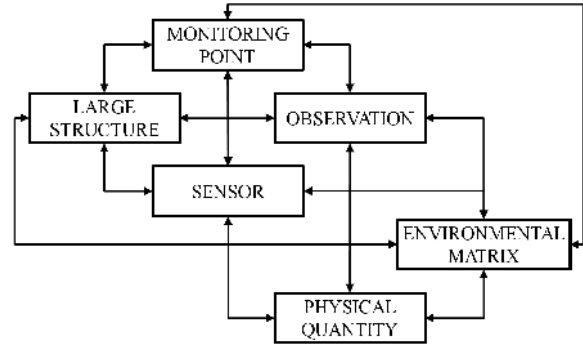 MONITORING
POINT
LARGE
STRUCTURE
OBSERVATION
SENSOR
ENVIRONMENTAL
MATRIX
PHYSICAL
QUANTITY